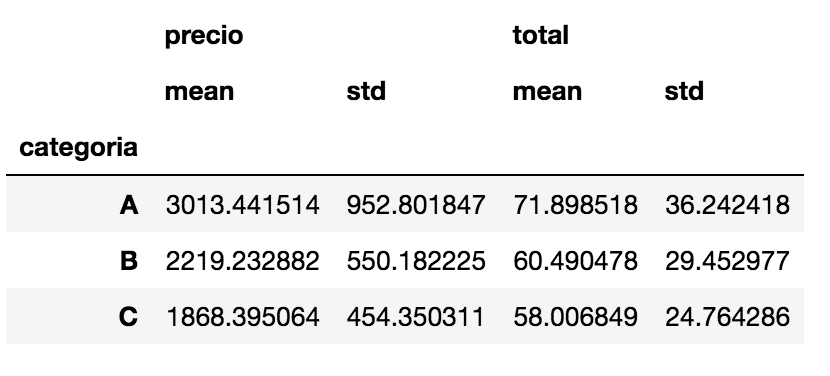 precio total
mean std mean std
categoria
A 3013.441514 952.801847 71.898518 36.242418
B 2219.232882 550.182225 60.490478 29.452977
C 1868.395064 454.350311 58.006849 24.764286